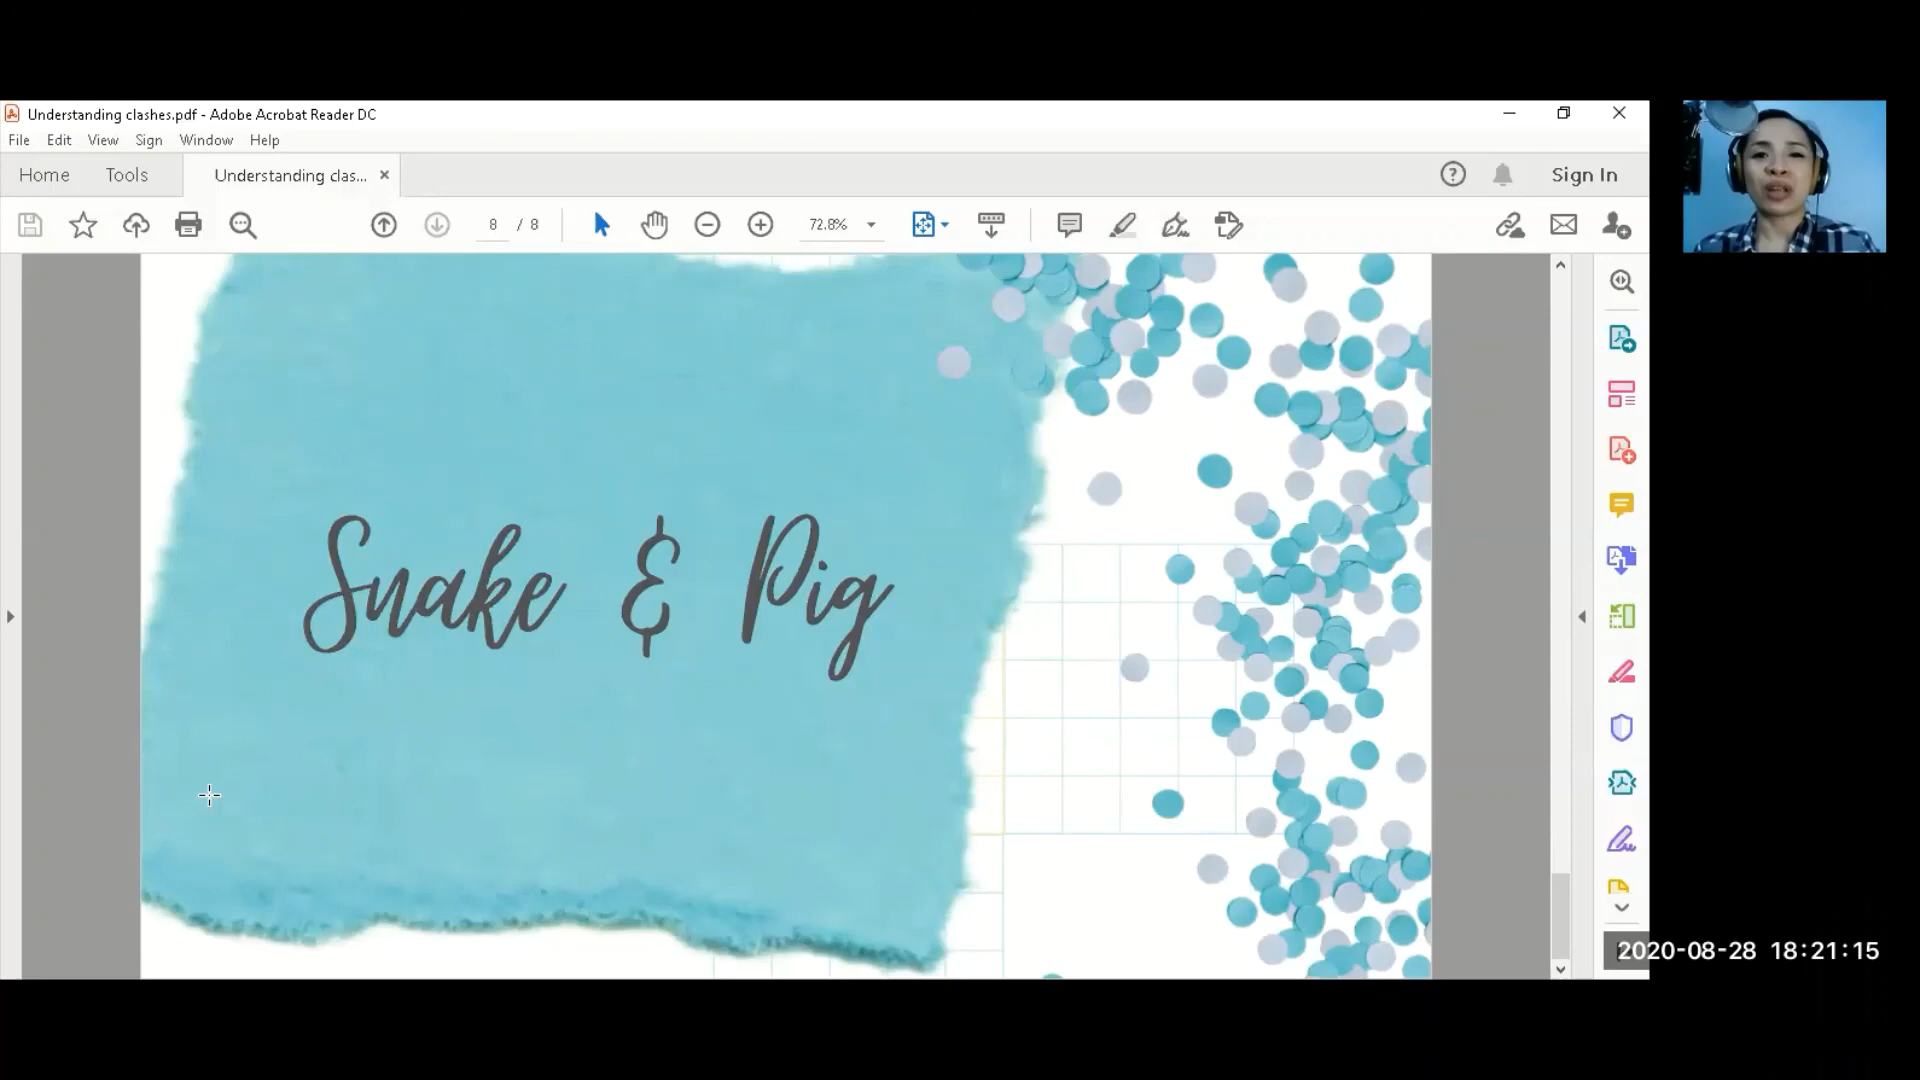 Understanding clashes.pdf - Adobe Acrobat Reader DC
File Edit View Sign Window Help
Home Tools Understanding clas... Sign In
8 / 8 72.8%
Snake & Pig
2020-08-28 18:21:15